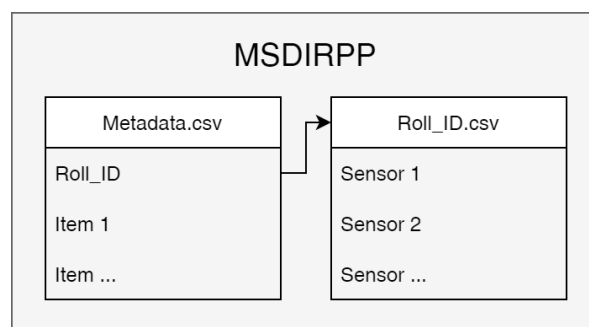 MSDIRPP
Metadata.csv
Roll_ID
Item 1
Item ...
Roll_ID.csv
Sensor 1
Sensor 2
Sensor ...